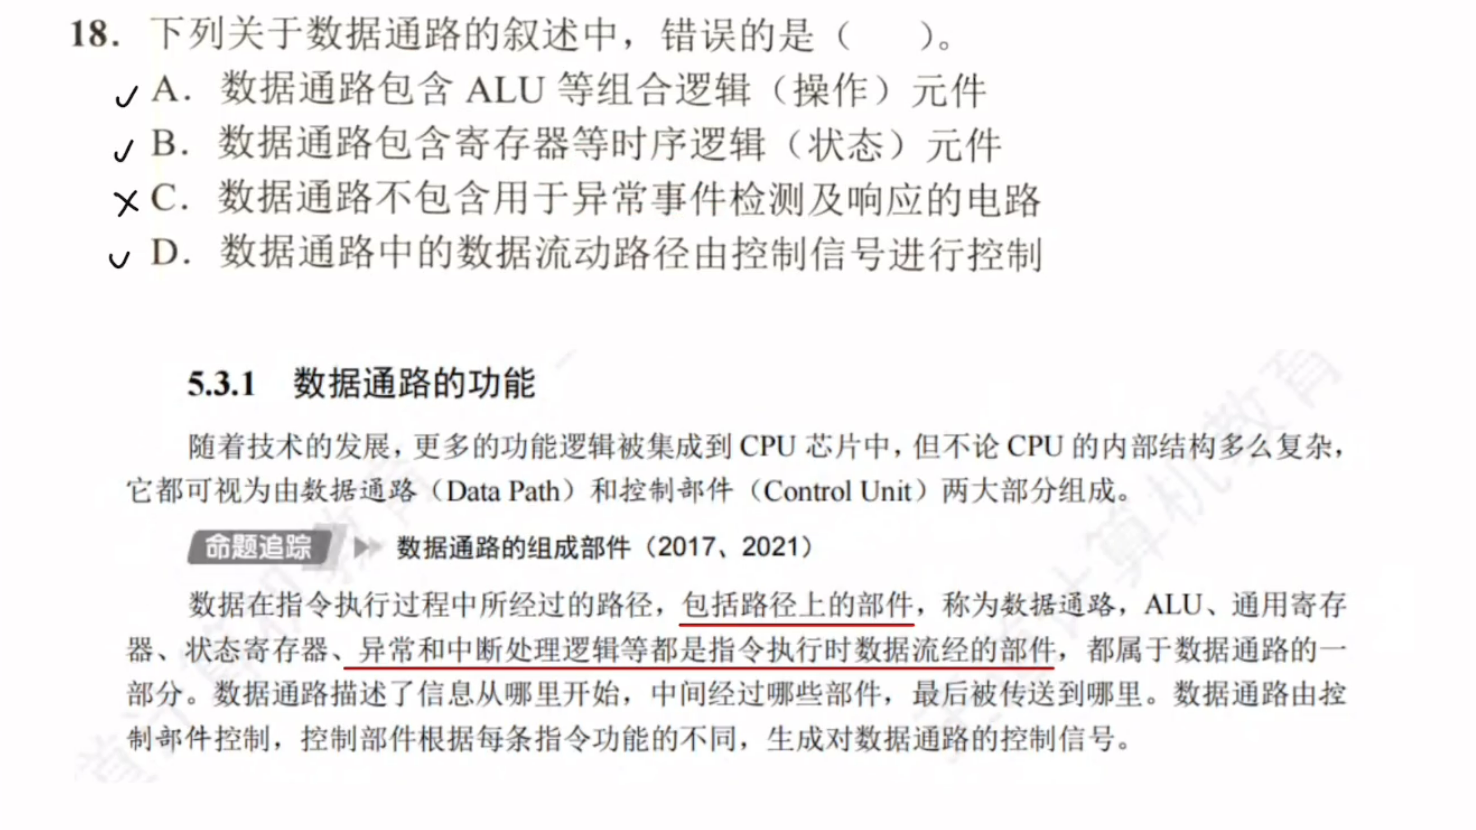 18. 下列关于数据通路的叙述中，错误的是（　　）。
✓ A. 数据通路包含 ALU 等组合逻辑（操作）元件
✓ B. 数据通路包含寄存器等时序逻辑（状态）元件
× C. 数据通路不包含用于异常事件检测及响应的电路
✓ D. 数据通路中的数据流动路径由控制信号进行控制
5.3.1 数据通路的功能
随着技术的发展，更多的功能逻辑被集成到 CPU 芯片中，但不论 CPU 的内部结构多么复杂，
它都可视为由数据通路（Data Path）和控制部件（Control Unit）两大部分组成。
命题追踪 数据通路的组成部件（2017、2021）
数据在指令执行过程中所经过的路径，包括路径上的部件，称为数据通路，ALU、通用寄存
器、状态寄存器、异常和中断处理逻辑等都是指令执行时数据流经的部件，都属于数据通路的一
部分。数据通路描述了信息从哪里开始，中间经过哪些部件，最后被传送到哪里。数据通路由控
制部件控制，控制部件根据每条指令功能的不同，生成对数据通路的控制信号。